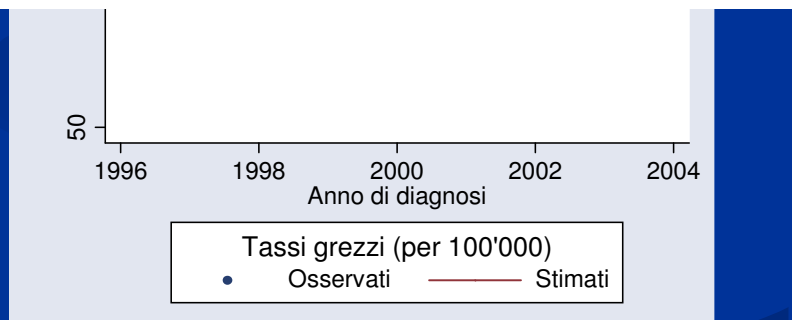 50
1996 1998 2000 2002 2004
Anno di diagnosi
Tassi grezzi (per 100'000)
Osservati Stimati